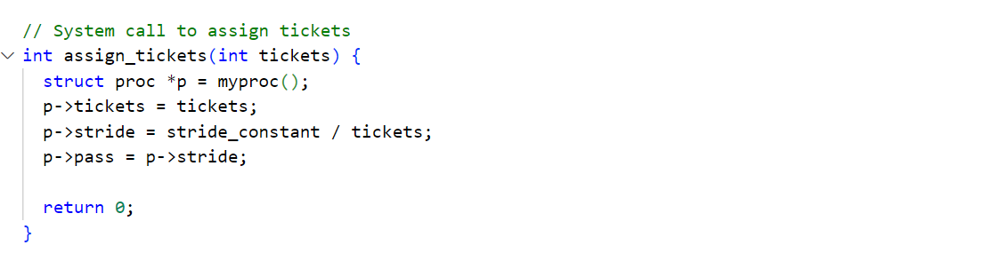 // System call to assign tickets
int assign_tickets(int tickets) {
  struct proc *p = myproc();
  p->tickets = tickets;
  p->stride = stride_constant / tickets;
  p->pass = p->stride;

  return 0;
}